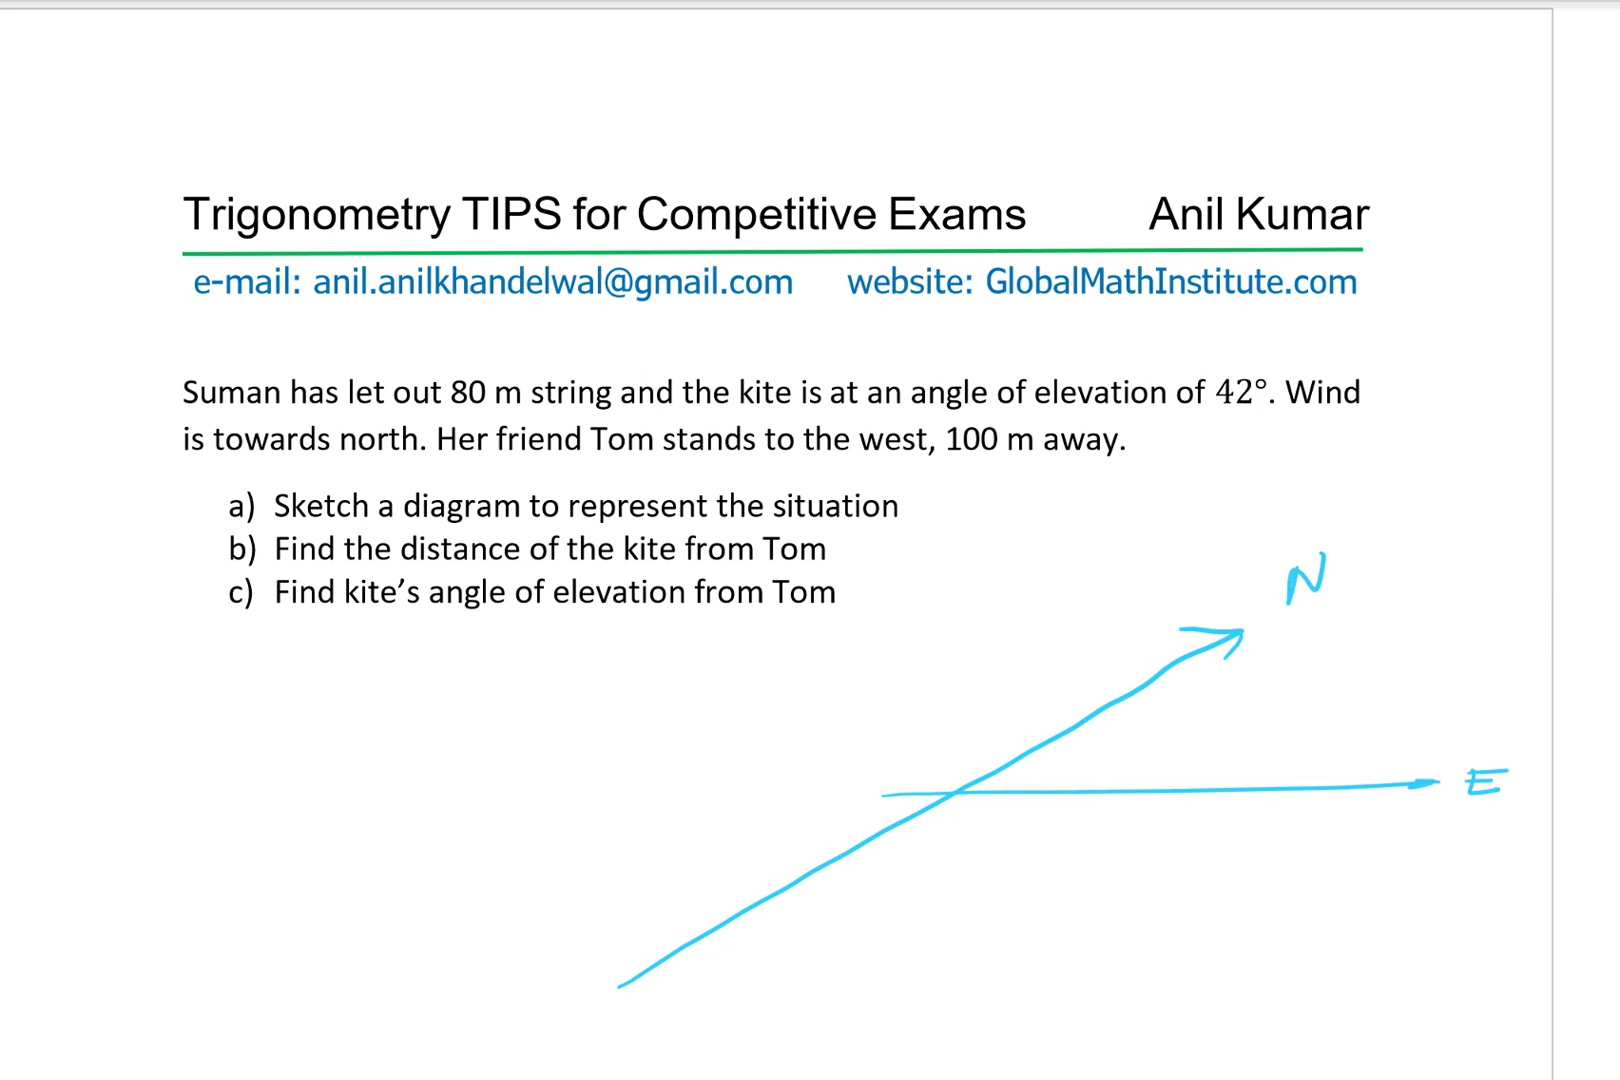 Trigonometry TIPS for Competitive Exams Anil Kumar
e-mail: anil.anilkhandelwal@gmail.com website: GlobalMathInstitute.com
Suman has let out 80 m string and the kite is at an angle of elevation of 42°. Wind
is towards north. Her friend Tom stands to the west, 100 m away.
a) Sketch a diagram to represent the situation
b) Find the distance of the kite from Tom
c) Find kite’s angle of elevation from Tom
N
E